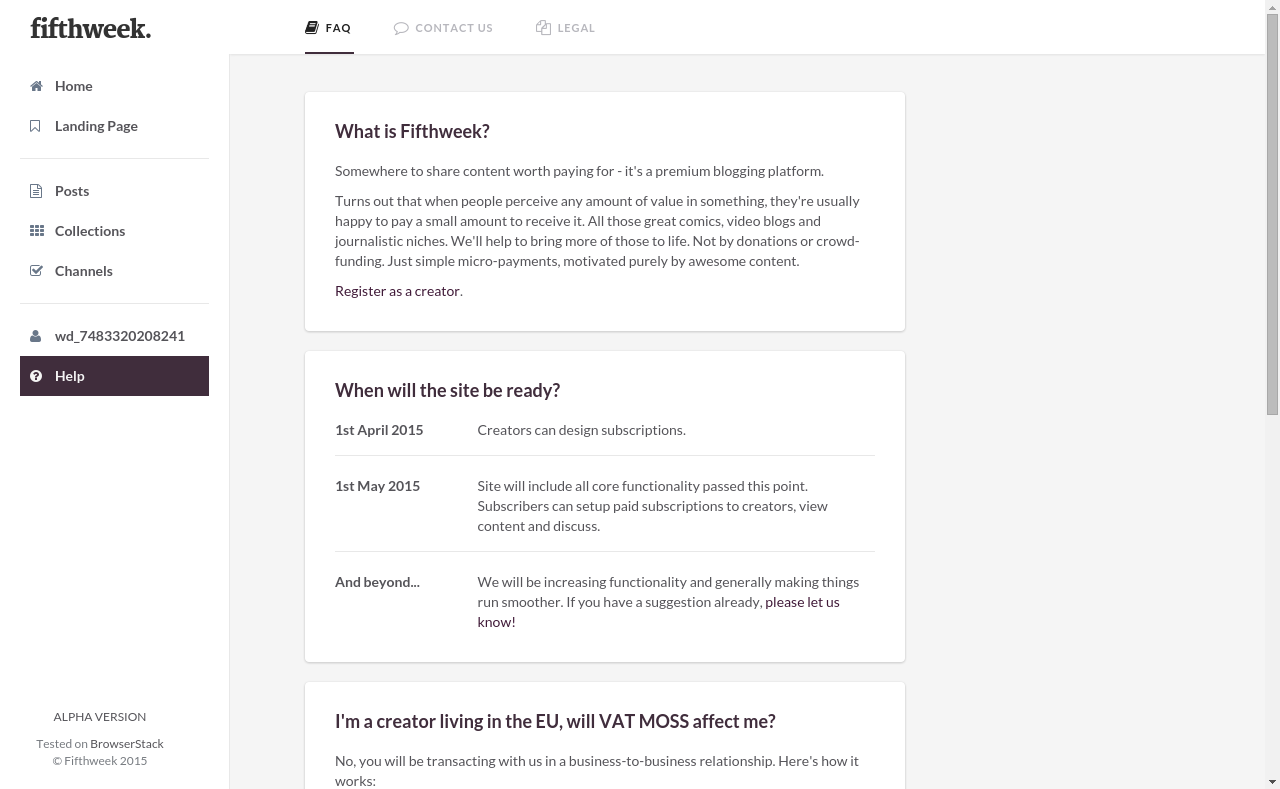 fifthweek.
FAQ
CONTACT US
LEGAL
Home
Landing Page
Posts
Collections
Channels
wd_7483320208241
Help
ALPHA VERSION
Tested on BrowserStack
© Fifthweek 2015
What is Fifthweek?
Somewhere to share content worth paying for - it's a premium blogging platform.
Turns out that when people perceive any amount of value in something, they're usually
happy to pay a small amount to receive it. All those great comics, video blogs and
journalistic niches. We'll help to bring more of those to life. Not by donations or crowd-
funding. Just simple micro-payments, motivated purely by awesome content.
Register as a creator.
When will the site be ready?
1st April 2015
Creators can design subscriptions.
1st May 2015
Site will include all core functionality passed this point.
Subscribers can setup paid subscriptions to creators, view
content and discuss.
And beyond...
We will be increasing functionality and generally making things
run smoother. If you have a suggestion already, please let us
know!
I'm a creator living in the EU, will VAT MOSS affect me?
No, you will be transacting with us in a business-to-business relationship. Here's how it
works: